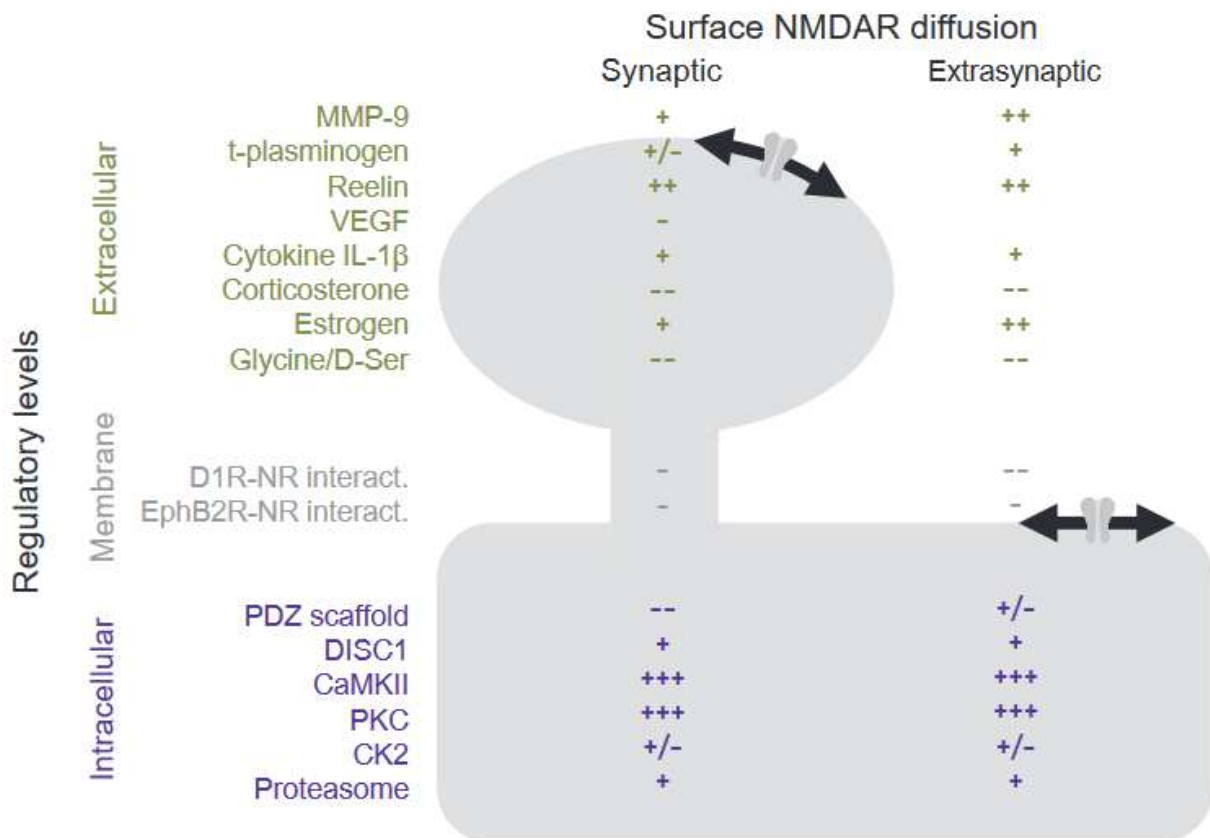 Surface NMDAR diffusion
Synaptic Extrasynaptic
Regulatory levels
Extracellular
MMP-9 + ++
t-plasminogen +/- +
Reelin ++ ++
VEGF -
Cytokine IL-1β + +
Corticosterone -- --
Estrogen + ++
Glycine/D-Ser -- --
Membrane
D1R-NR interact. - --
EphB2R-NR interact. - -
Intracellular
PDZ scaffold -- +/-
DISC1 + +
CaMKII +++ +++
PKC +++ +++
CK2 +/- +/-
Proteasome + +